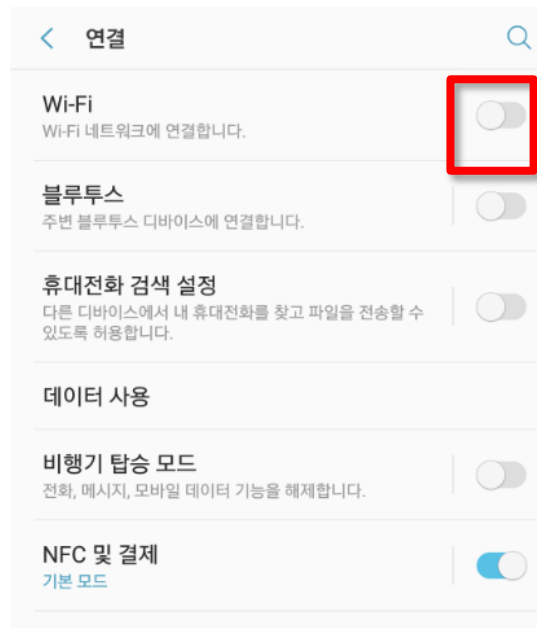 연결
Wi-Fi
Wi-Fi 네트워크에 연결합니다.
블루투스
주변 블루투스 디바이스에 연결합니다.
휴대전화 검색 설정
다른 디바이스에서 내 휴대전화를 찾고 파일을 전송할 수
있도록 허용합니다.
데이터 사용
비행기 탑승 모드
전화, 메시지, 모바일 데이터 기능을 해제합니다.
NFC 및 결제
기본 모드